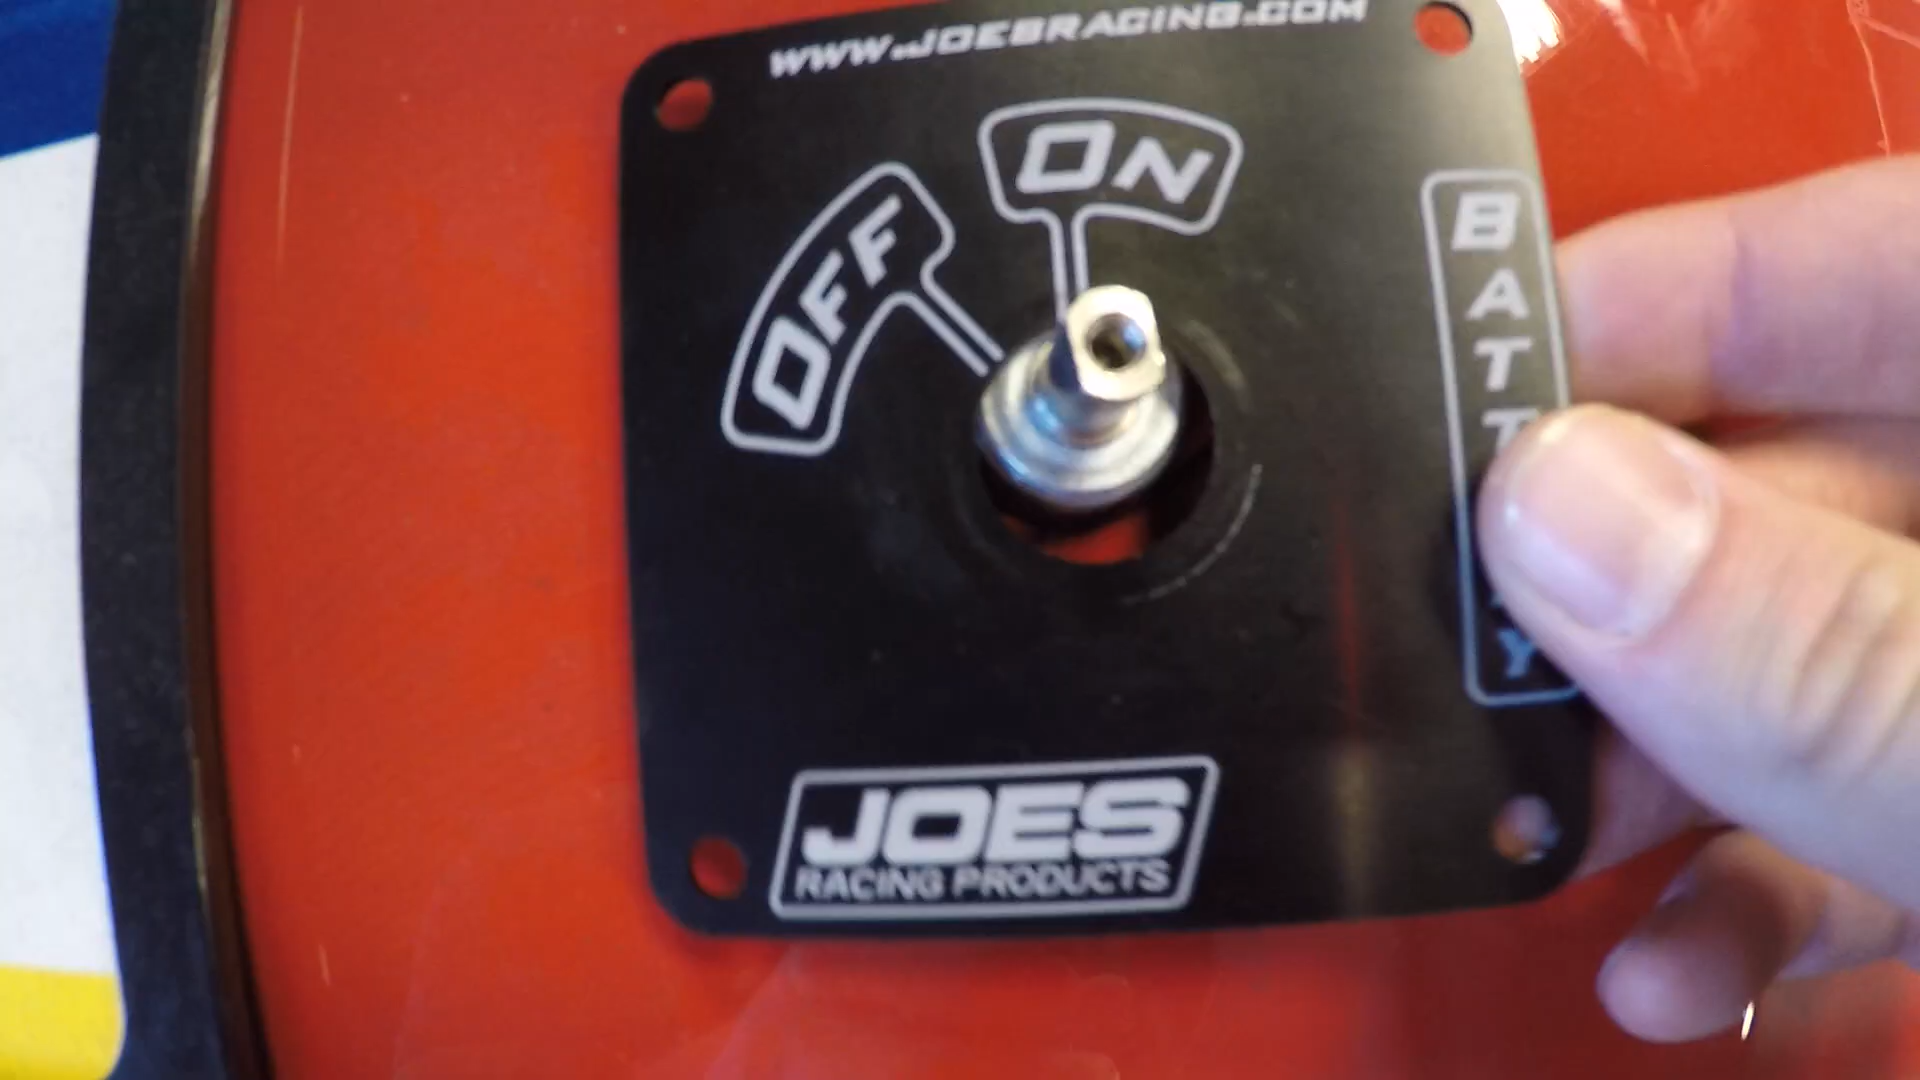 WWW.JOESRACING.COM
ON
OFF
BATT Y
JOES
RACING PRODUCTS